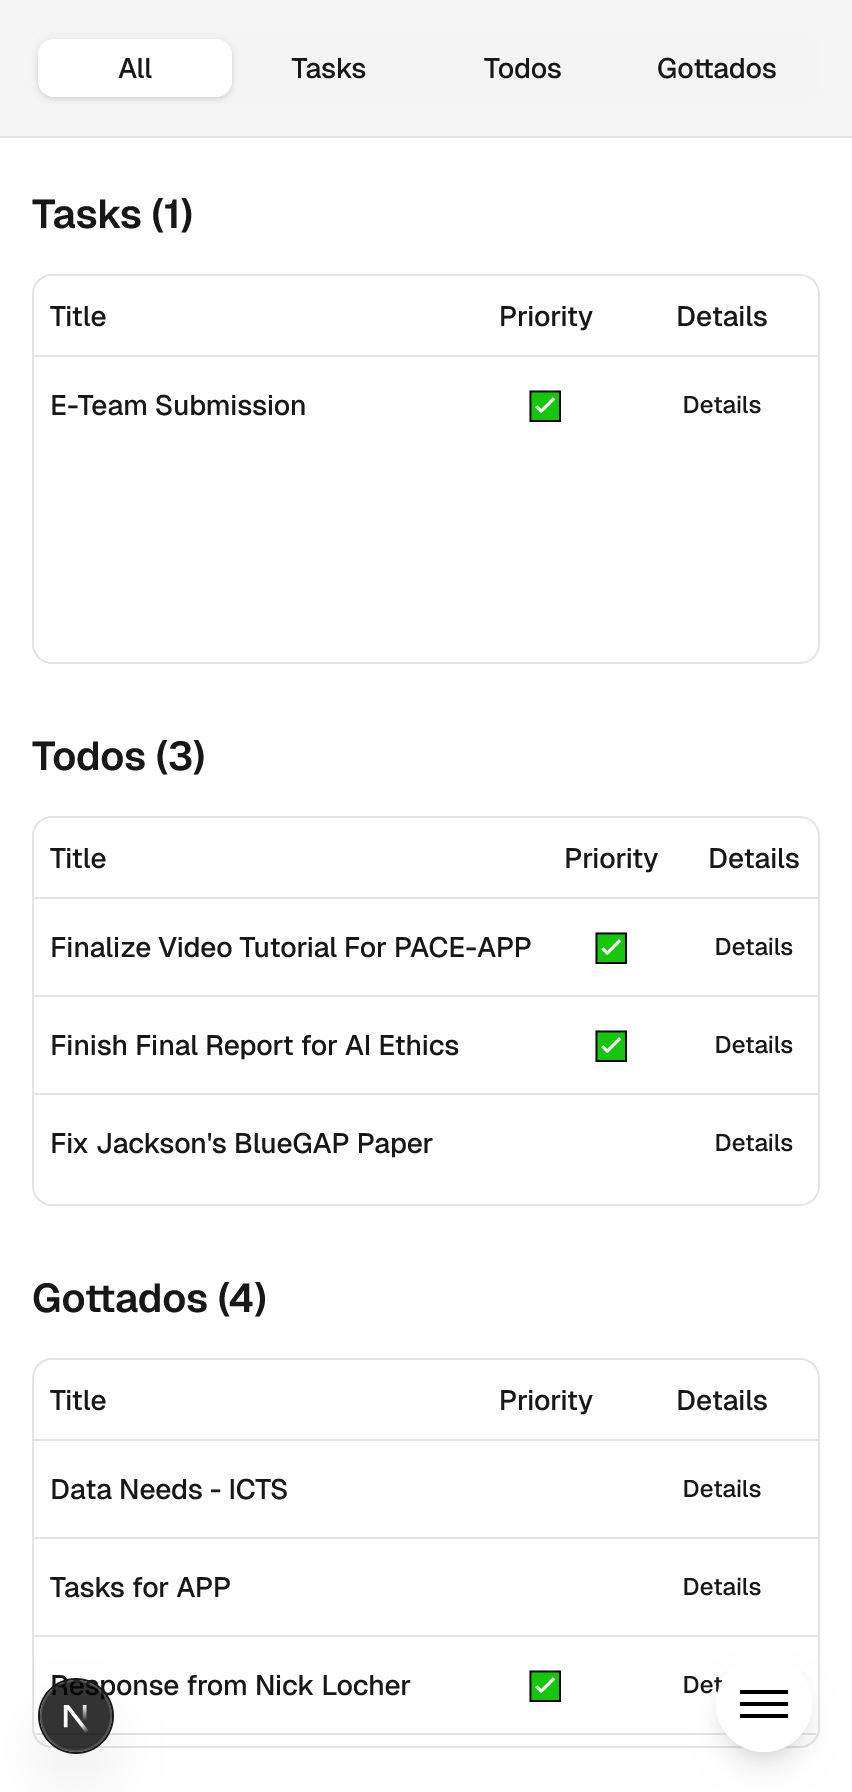 All Tasks Todos Gottados
Tasks (1)
Title Priority Details
E-Team Submission Details
Todos (3)
Title Priority Details
Finalize Video Tutorial For PACE-APP Details
Finish Final Report for AI Ethics Details
Fix Jackson's BlueGAP Paper Details
Gottados (4)
Title Priority Details
Data Needs - ICTS Details
Tasks for APP Details
Response from Nick Locher Det
N